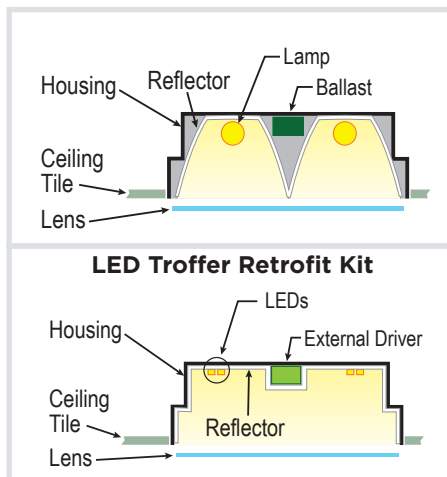 Lamp
Reflector
Housing
Ballast
Ceiling
Tile
Lens
LED Troffer Retrofit Kit
LEDs
Housing
External Driver
Ceiling
Tile
Reflector
Lens